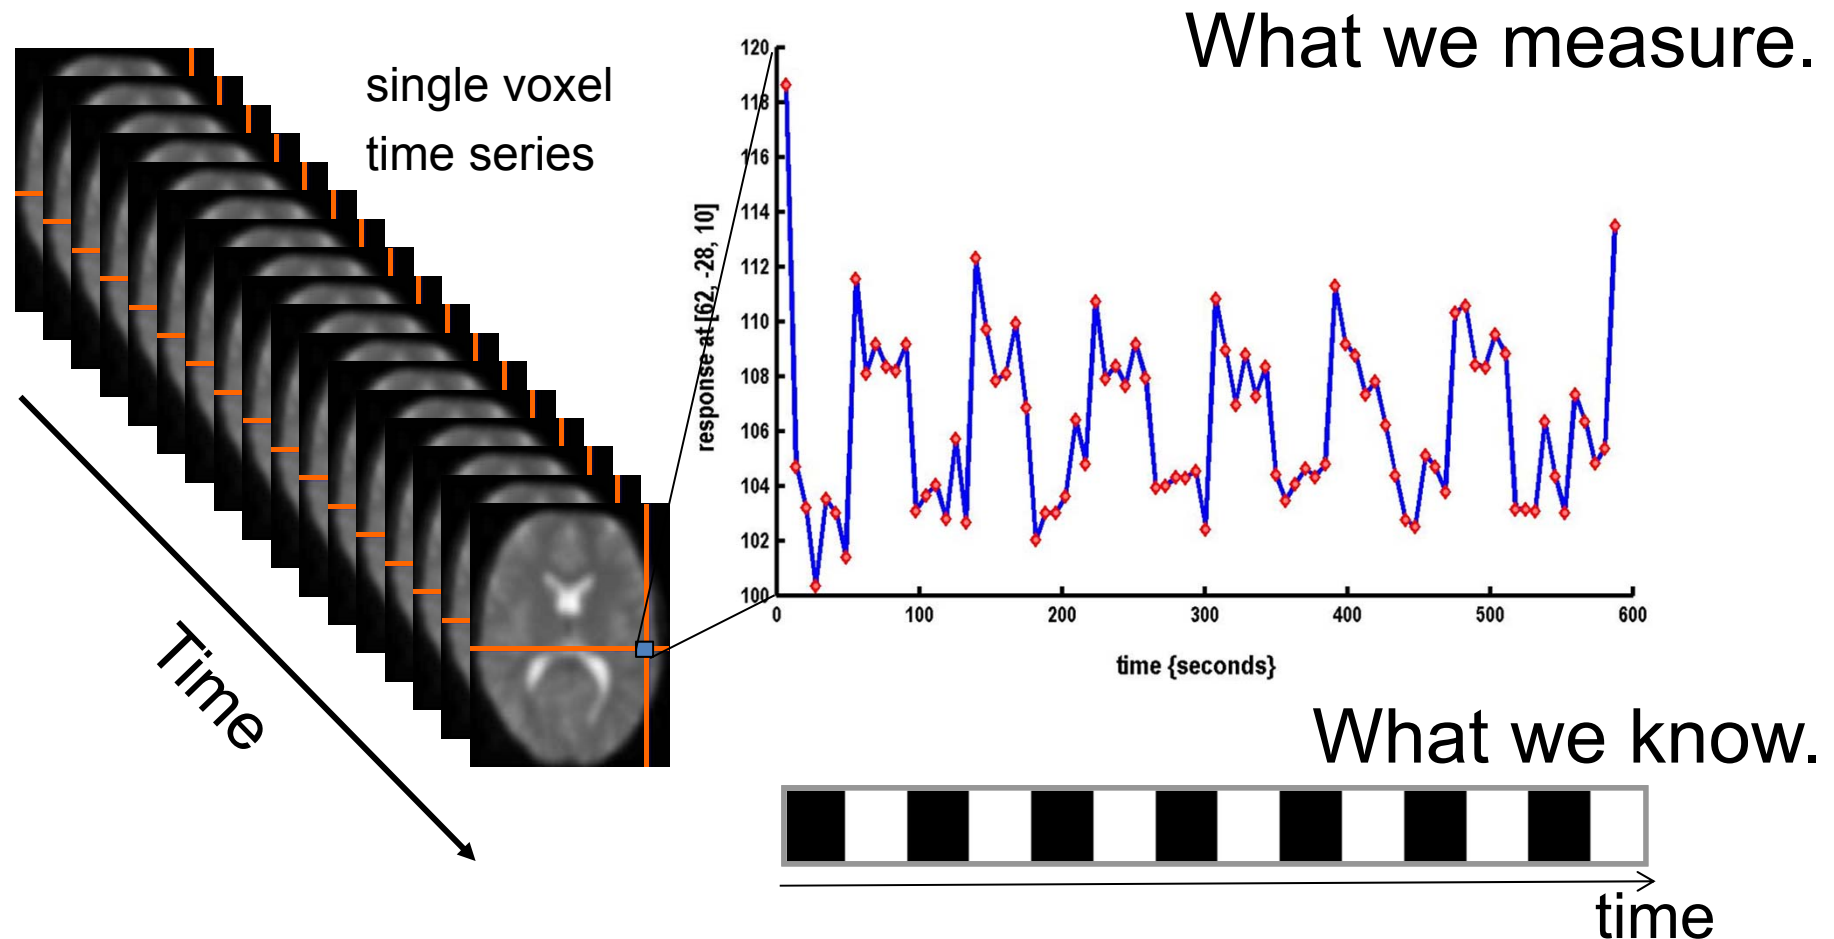 What we measure.
single voxel
time series
120
118
116
114
112
110
108
106
104
102
100
response at [62, -28, 10]
0 100 200 300 400 500 600
time {seconds}
Time
What we know.
time